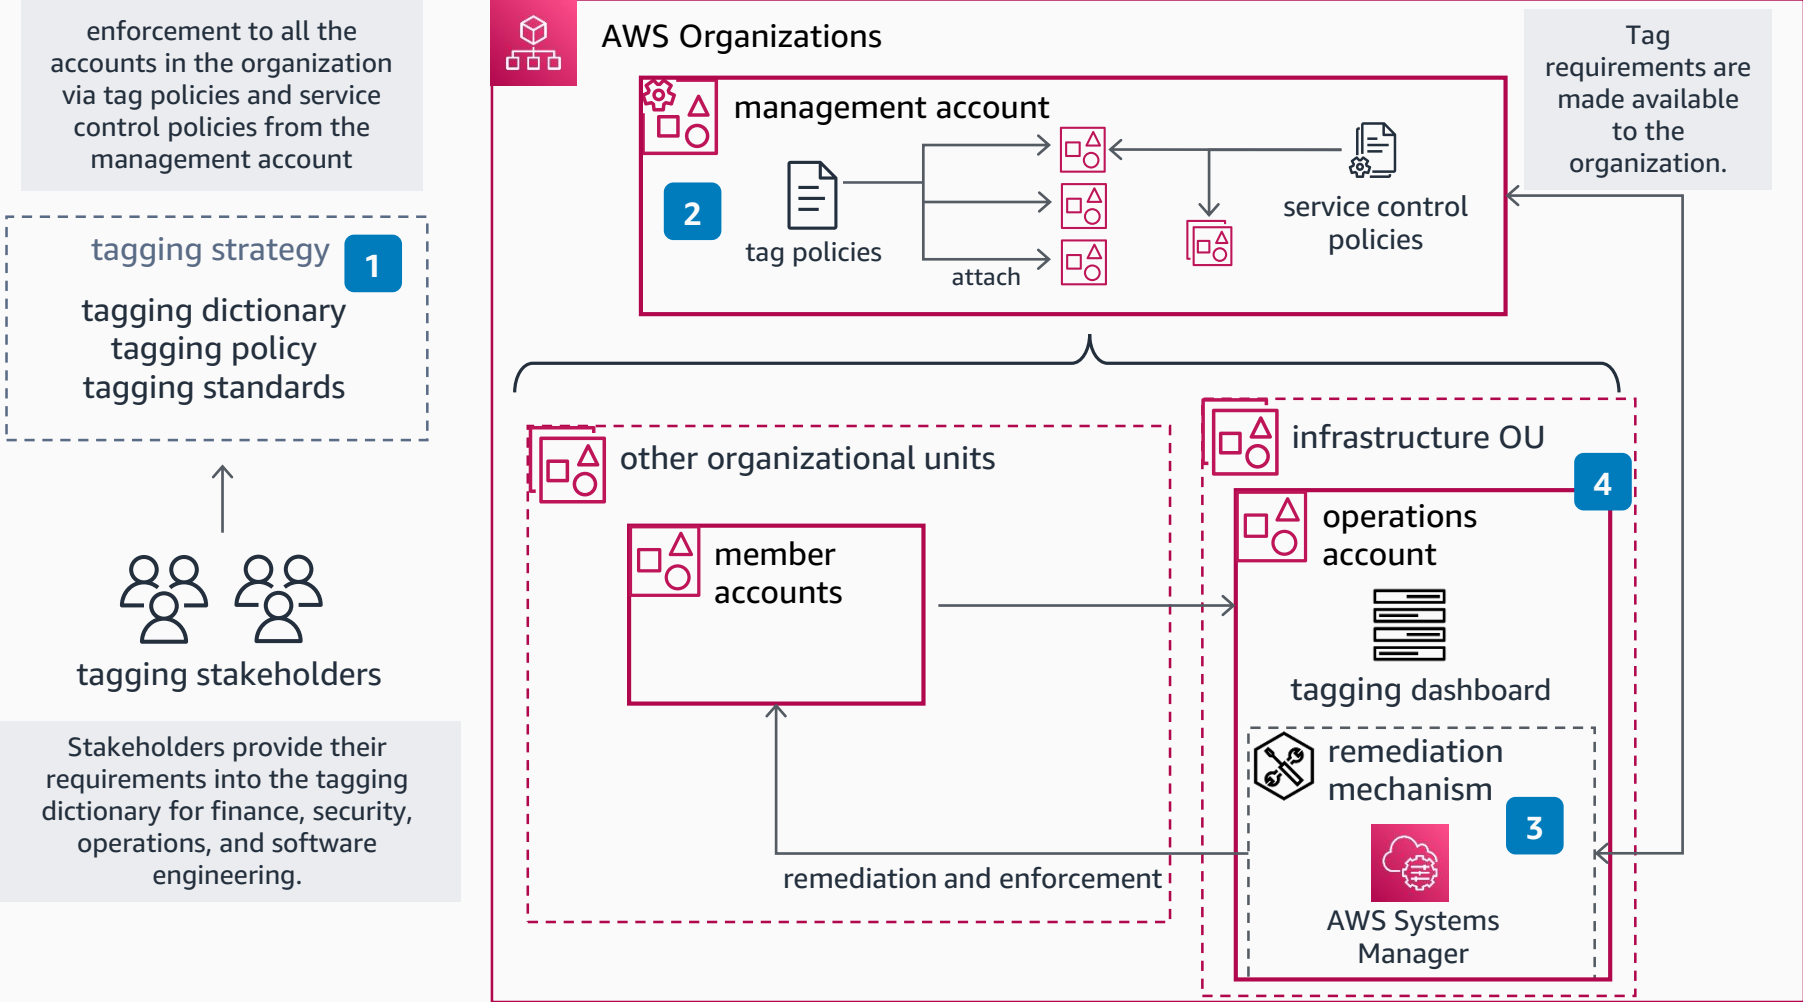 enforcement to all the
accounts in the organization
via tag policies and service
control policies from the
management account
tagging strategy
1
tagging dictionary
tagging policy
tagging standards
tagging stakeholders
Stakeholders provide their
requirements into the tagging
dictionary for finance, security,
operations, and software
engineering.
AWS Organizations
management account
2
tag policies
attach
service control
policies
Tag
requirements are
made available
to the
organization.
other organizational units
member
accounts
remediation and enforcement
infrastructure OU
4
operations
account
tagging dashboard
remediation
mechanism
3
AWS Systems
Manager